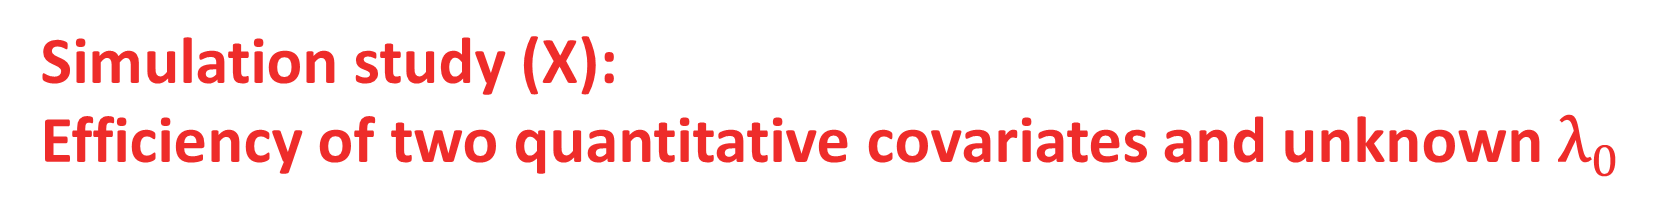 Simulation study (X):
Efficiency of two quantitative covariates and unknown λ₀